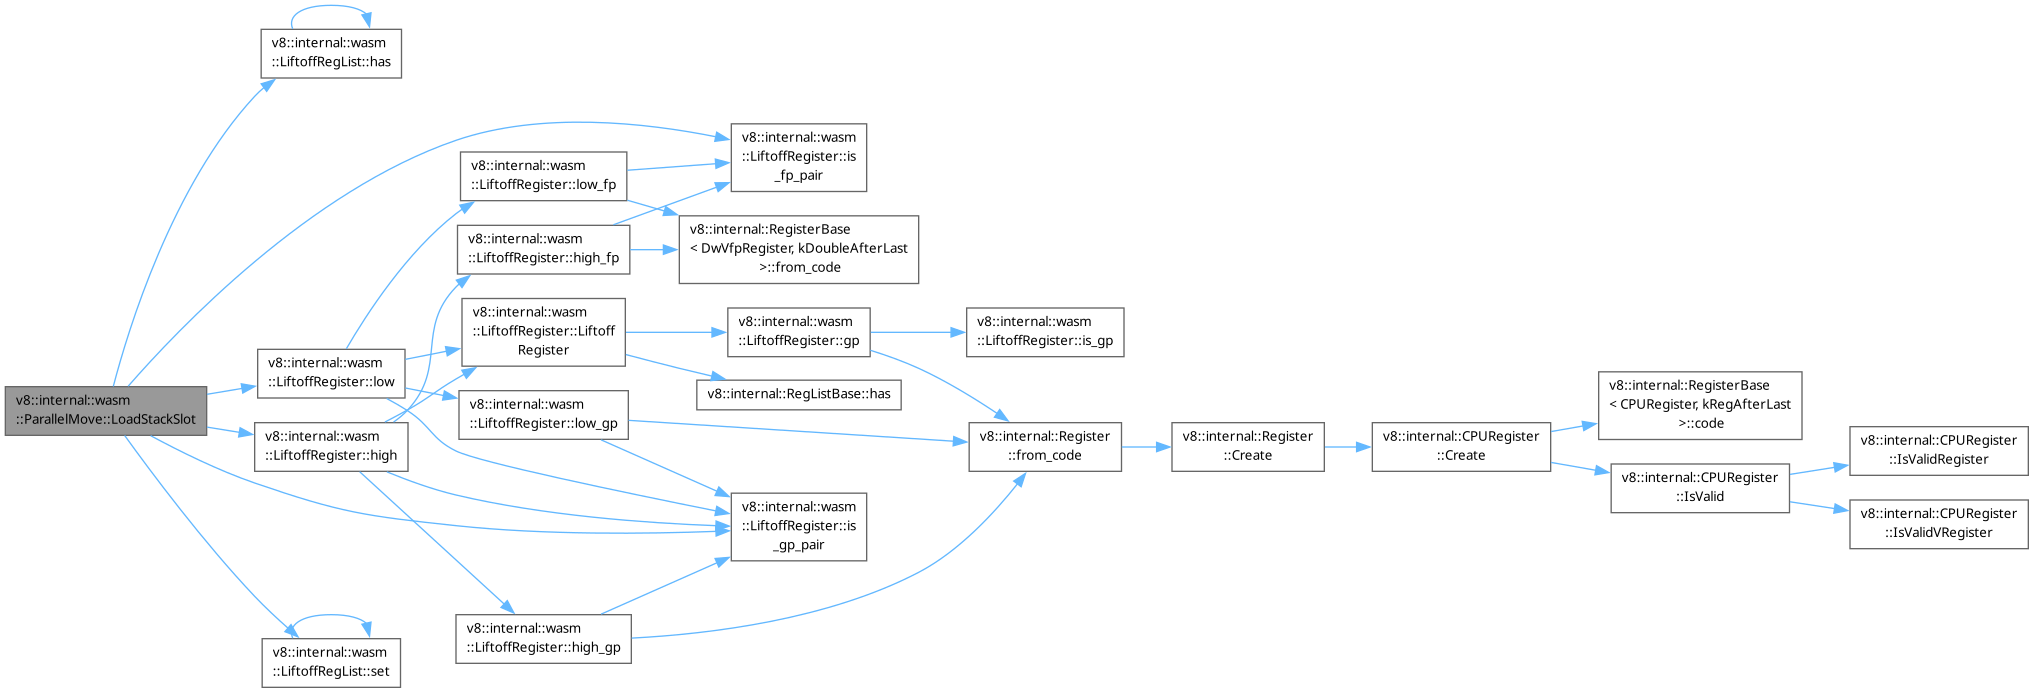 v8::internal::wasm
::LiftoffRegList::has
v8::internal::wasm
::LiftoffRegister::is
_fp_pair
v8::internal::wasm
::LiftoffRegister::low_fp
v8::internal::RegisterBase
< DwVfpRegister, kDoubleAfterLast
>::from_code
v8::internal::wasm
::LiftoffRegister::high_fp
v8::internal::wasm
::LiftoffRegister::Liftoff
Register
v8::internal::wasm
::LiftoffRegister::gp
v8::internal::wasm
::LiftoffRegister::is_gp
v8::internal::wasm
::LiftoffRegister::low
v8::internal::RegListBase::has
v8::internal::wasm
::ParallelMove::LoadStackSlot
v8::internal::wasm
::LiftoffRegister::low_gp
v8::internal::wasm
::LiftoffRegister::high
v8::internal::Register
::from_code
v8::internal::Register
::Create
v8::internal::CPURegister
::Create
v8::internal::RegisterBase
< CPURegister, kRegAfterLast
>::code
v8::internal::CPURegister
::IsValid
v8::internal::CPURegister
::IsValidRegister
v8::internal::CPURegister
::IsValidVRegister
v8::internal::wasm
::LiftoffRegister::is
_gp_pair
v8::internal::wasm
::LiftoffRegister::high_gp
v8::internal::wasm
::LiftoffRegList::set